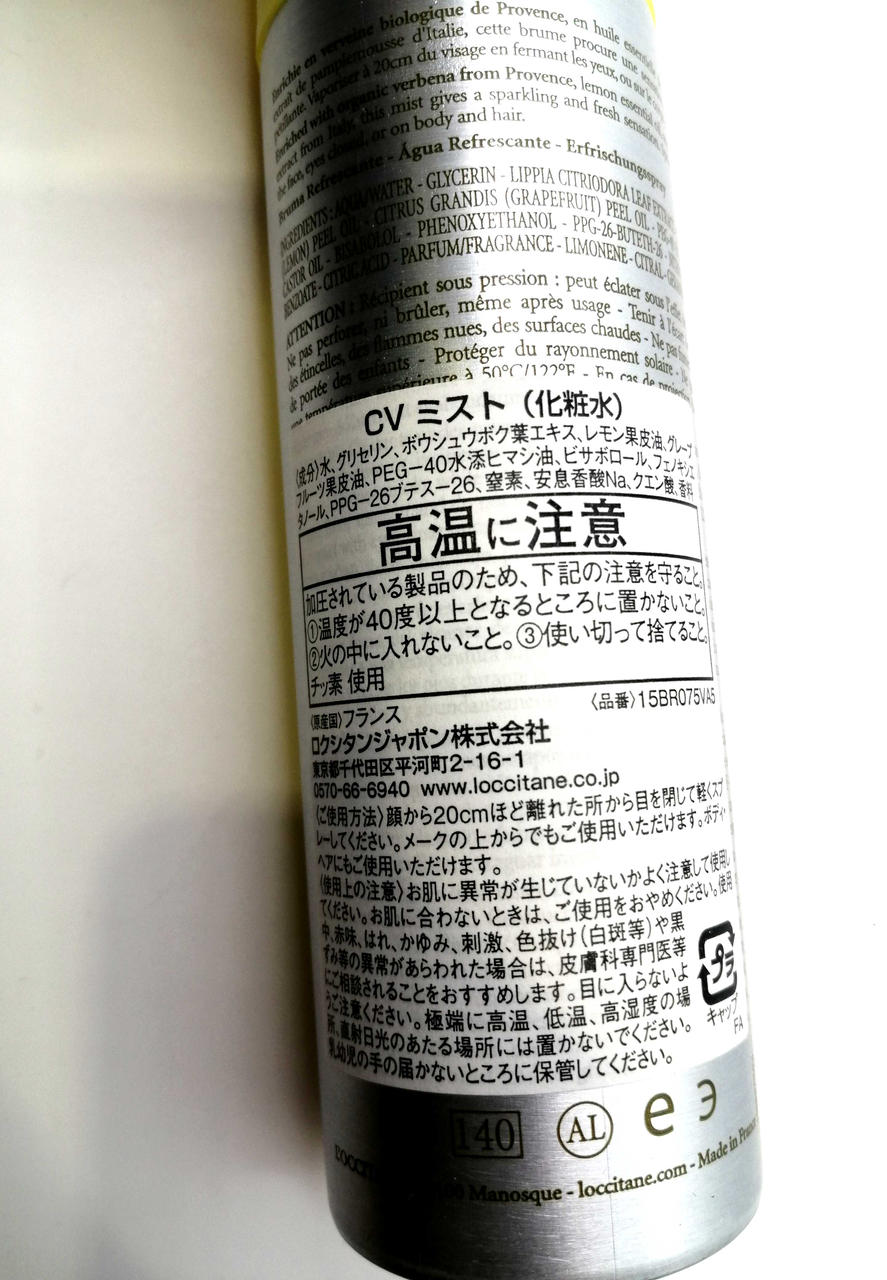 Enrichie en verveine biologique de Provence, en huile
extrait de pamplemousse d'Italie, cette brume procure une
pétillante. Vaporiser à 20cm du visage en fermant les yeux, ou sur le
Enriched with organic verbena from Provence, lemon essential
extract from Italy, this mist gives a sparkling and fresh sensation.
the face, eyes closed, or on body and hair.
Bruma Refrescante - Água Refrescante - Erfrischungsspray
INGREDIENTS: AQUA/WATER - GLYCERIN - LIPPIA CITRIODORA LEAF
(LEMON) PEEL OIL - CITRUS GRANDIS (GRAPEFRUIT) PEEL OIL -
CASTOR OIL - BISABOLOL - PHENOXYETHANOL - PPG-26-BUTETH-26 -
BENZOATE - CITRIC ACID - PARFUM/FRAGRANCE - LIMONENE - CITRAL -
ATTENTION : Récipient sous pression : peut éclater sous
Ne pas perforer, ni brûler, même après usage - Tenir à
des étincelles, des flammes nues, des surfaces chaudes - Ne pas
de portée des enfants - Protéger du rayonnement solaire -
une température supérieure à 50°C/122°F - En cas de
CV ミスト（化粧水）
〈成分〉水、グリセリン、ボウシュウボク葉エキス、レモン果皮油、グレープ
フルーツ果皮油、PEG－40水添ヒマシ油、ビサボロール、フェノキシエ
タノール、PPG－26ブテス－26、窒素、安息香酸Na、クエン酸、香料
高温に注意
加圧されている製品のため、下記の注意を守ること。
①温度が40度以上となるところに置かないこと。
②火の中に入れないこと。③使い切って捨てること。
チッ素 使用
〈品番〉15BR075VA5
〈原産国〉フランス
ロクシタンジャポン株式会社
東京都千代田区平河町2-16-1
0570-66-6940 www.loccitane.co.jp
〈ご使用方法〉顔から20cmほど離れた所から目を閉じて軽くスプ
レーしてください。メークの上からでもご使用いただけます。ボディ・
ヘアにもご使用いただけます。
〈使用上の注意〉お肌に異常が生じていないかよく注意して使用し
てください。お肌に合わないときは、ご使用をおやめください。使用
中、赤味、はれ、かゆみ、刺激、色抜け（白斑等）や黒
ずみ等の異常があらわれた場合は、皮膚科専門医等
にご相談されることをおすすめします。目に入らないよ
うご注意ください。極端に高温、低温、高湿度の場
所、直射日光のあたる場所には置かないでください。
乳幼児の手の届かないところに保管してください。
プラ
キャップ
FA
140 AL e
Manosque - loccitane.com - Made in France